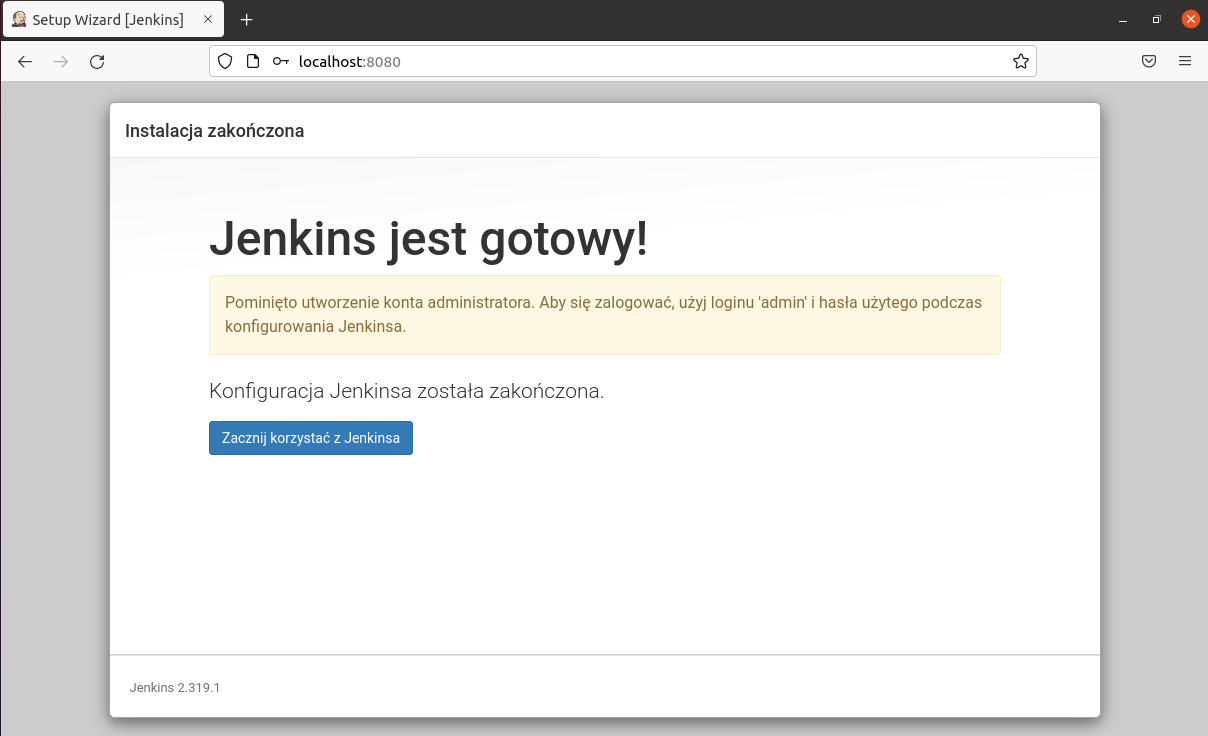 Setup Wizard [Jenkins]
localhost:8080
Instalacja zakończona
Jenkins jest gotowy!
Pominięto utworzenie konta administratora. Aby się zalogować, użyj loginu 'admin' i hasła użytego podczas
konfigurowania Jenkinsa.
Konfiguracja Jenkinsa została zakończona.
Zacznij korzystać z Jenkinsa
Jenkins 2.319.1